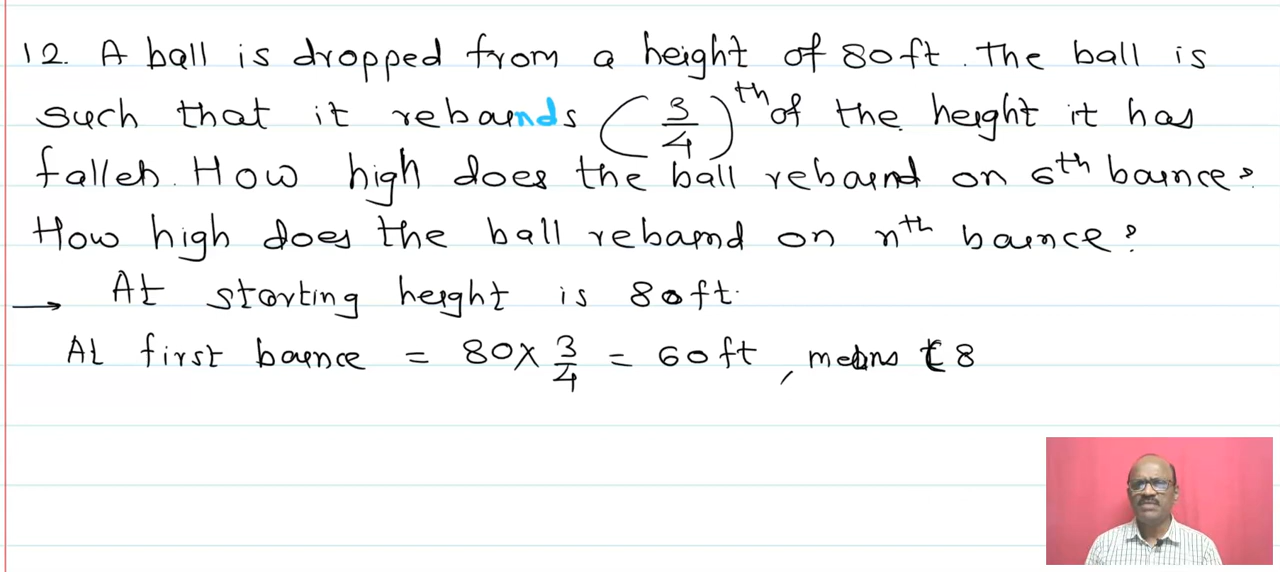 12. A ball is dropped from a height of 80ft. The ball is
such that it rebounds (3/4)th of the height it has
fallen. How high does the ball rebound on 6th bounce?
How high does the ball rebound on nth bounce?
→ At starting height is 80ft.
At first bounce = 80 x 3/4 = 60ft, means (8